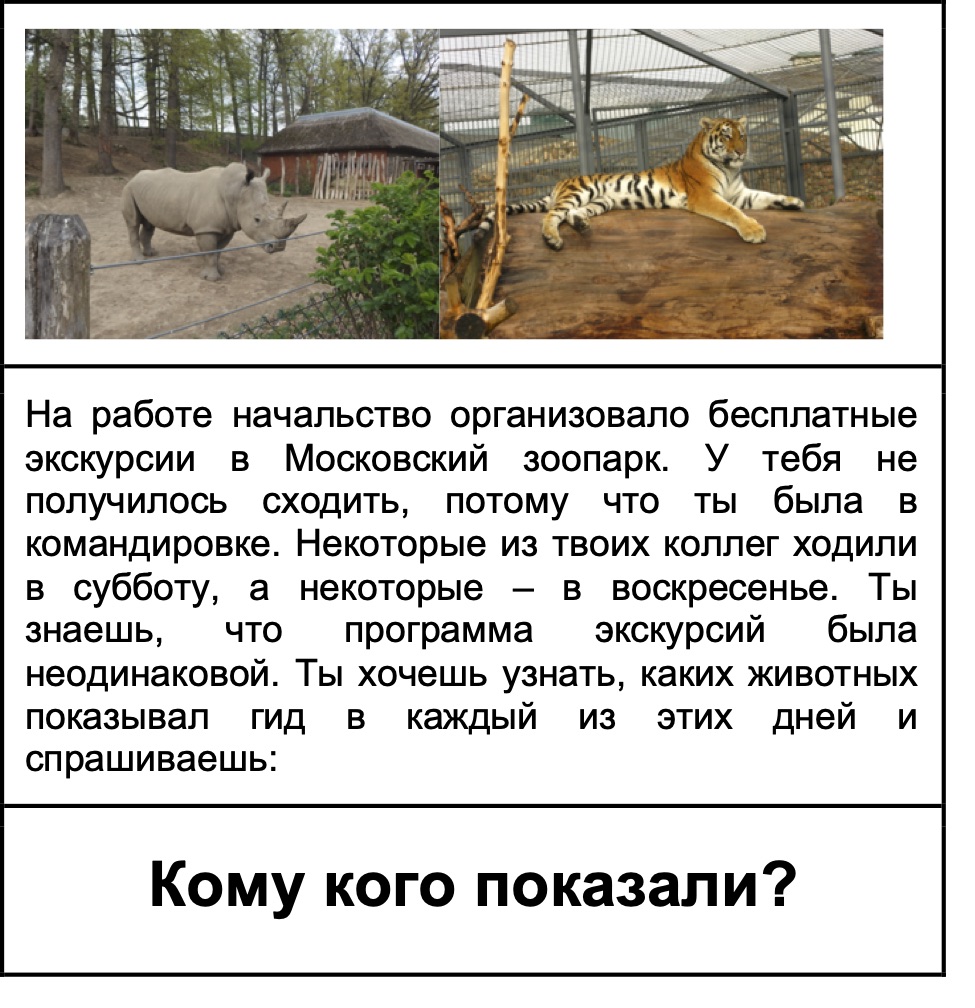 На работе начальство организовало бесплатные
экскурсии в Московский зоопарк. У тебя не
получилось сходить, потому что ты была в
командировке. Некоторые из твоих коллег ходили
в субботу, а некоторые – в воскресенье. Ты
знаешь, что программа экскурсий была
неодинаковой. Ты хочешь узнать, каких животных
показывал гид в каждый из этих дней и
спрашиваешь:
Кому кого показали?